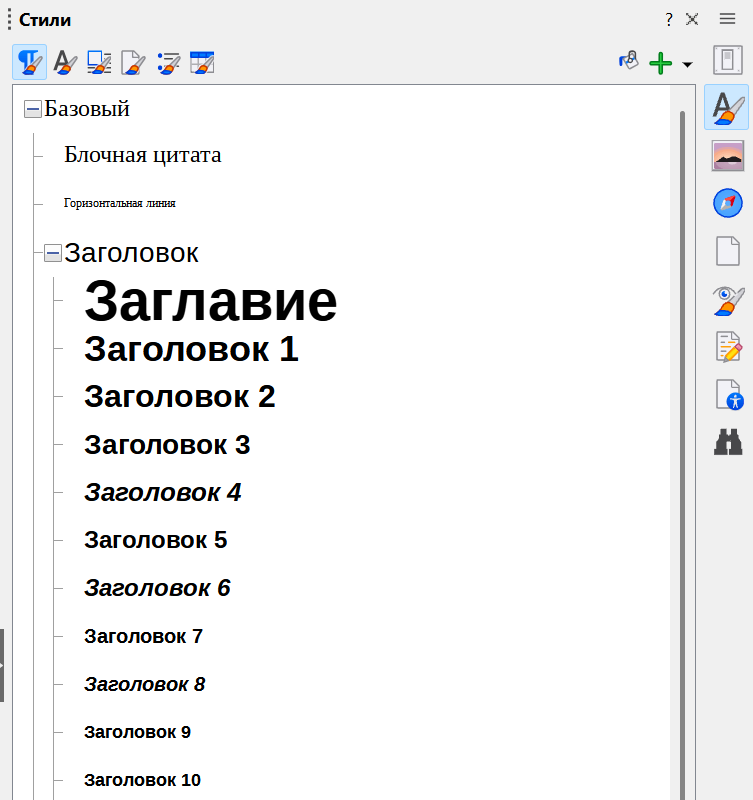 Стили
?
Базовый
Блочная цитата
Горизонтальная линия
Заголовок
Заглавие
Заголовок 1
Заголовок 2
Заголовок 3
Заголовок 4
Заголовок 5
Заголовок 6
Заголовок 7
Заголовок 8
Заголовок 9
Заголовок 10